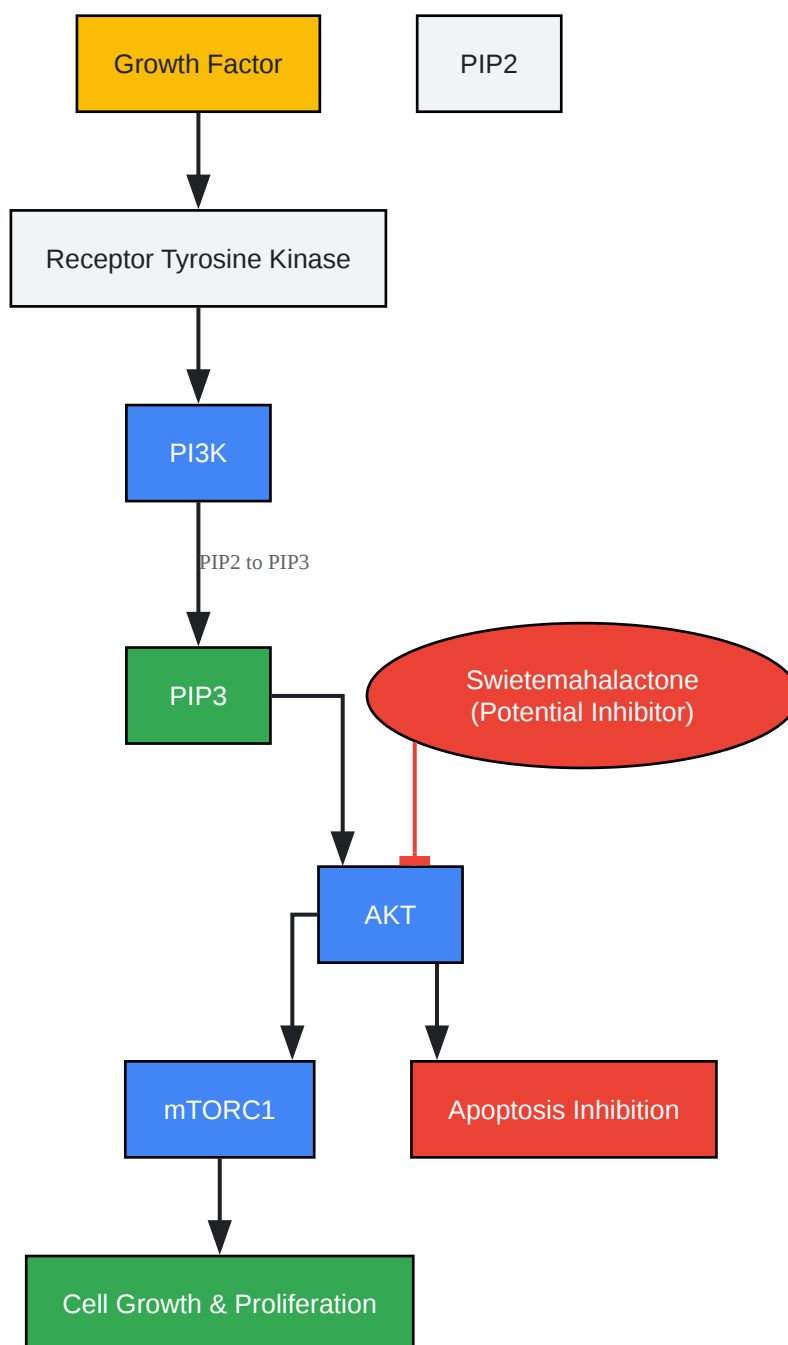 Growth Factor
PIP2
Receptor Tyrosine Kinase
PI3K
PIP2 to PIP3
PIP3
Swietemahalactone
(Potential Inhibitor)
AKT
mTORC1
Apoptosis Inhibition
Cell Growth & Proliferation